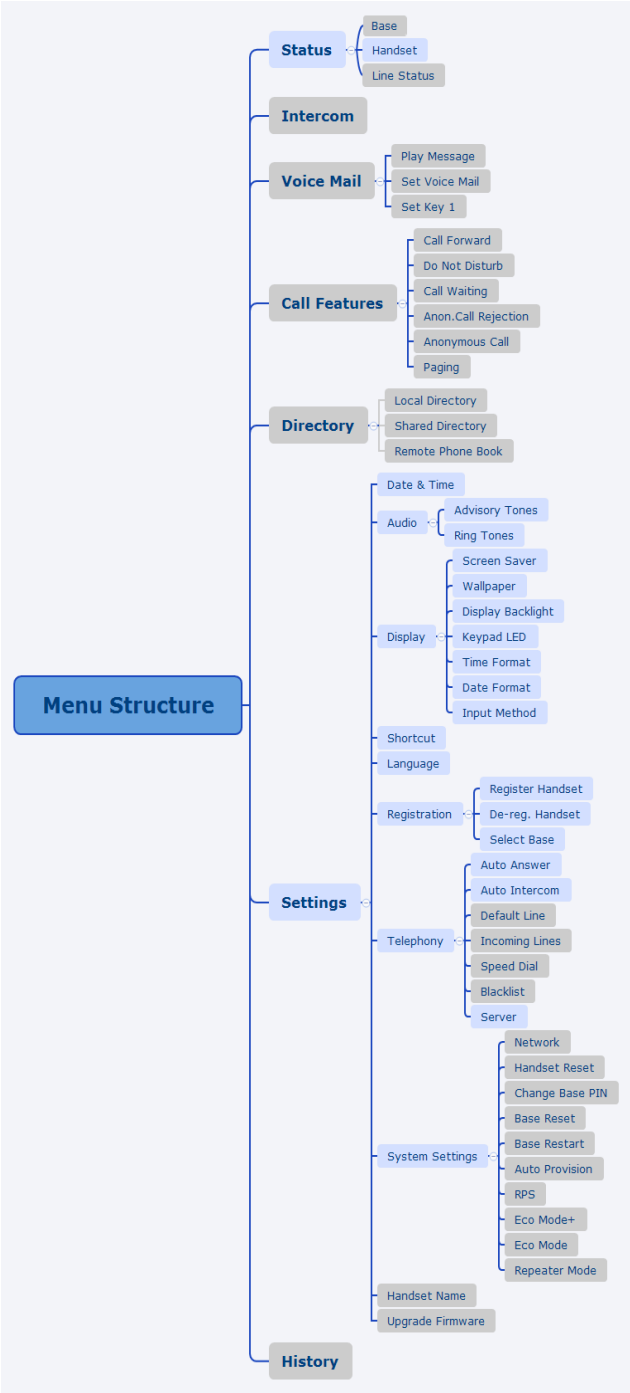 Menu Structure
Status
Base
Handset
Line Status
Intercom
Voice Mail
Play Message
Set Voice Mail
Set Key 1
Call Features
Call Forward
Do Not Disturb
Call Waiting
Anon.Call Rejection
Anonymous Call
Paging
Directory
Local Directory
Shared Directory
Remote Phone Book
Settings
Date & Time
Audio
Advisory Tones
Ring Tones
Display
Screen Saver
Wallpaper
Display Backlight
Keypad LED
Time Format
Date Format
Input Method
Shortcut
Language
Registration
Register Handset
De-reg. Handset
Select Base
Telephony
Auto Answer
Auto Intercom
Default Line
Incoming Lines
Speed Dial
Blacklist
Server
System Settings
Network
Handset Reset
Change Base PIN
Base Reset
Base Restart
Auto Provision
RPS
Eco Mode+
Eco Mode
Repeater Mode
Handset Name
Upgrade Firmware
History